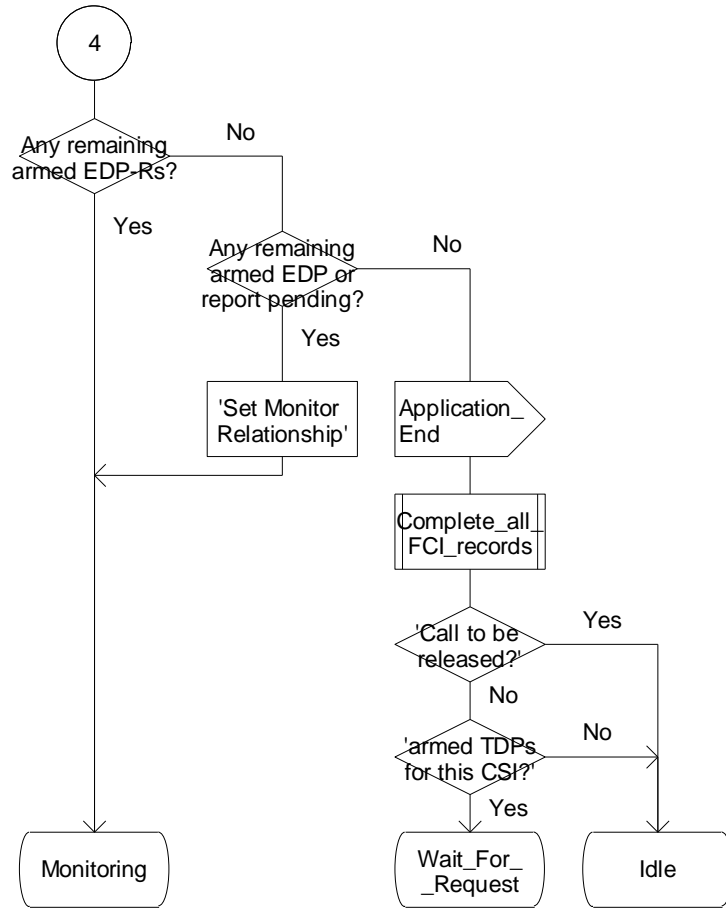 4
Any remaining
armed EDP-Rs?
No
Yes
Any remaining
armed EDP or
report pending?
No
Yes
'Set Monitor
Relationship'
Application_
End
Complete_all_
FCI_records
'Call to be
released?'
Yes
No
'armed TDPs
for this CSI?'
No
Yes
Monitoring
Wait_For_
_Request
Idle